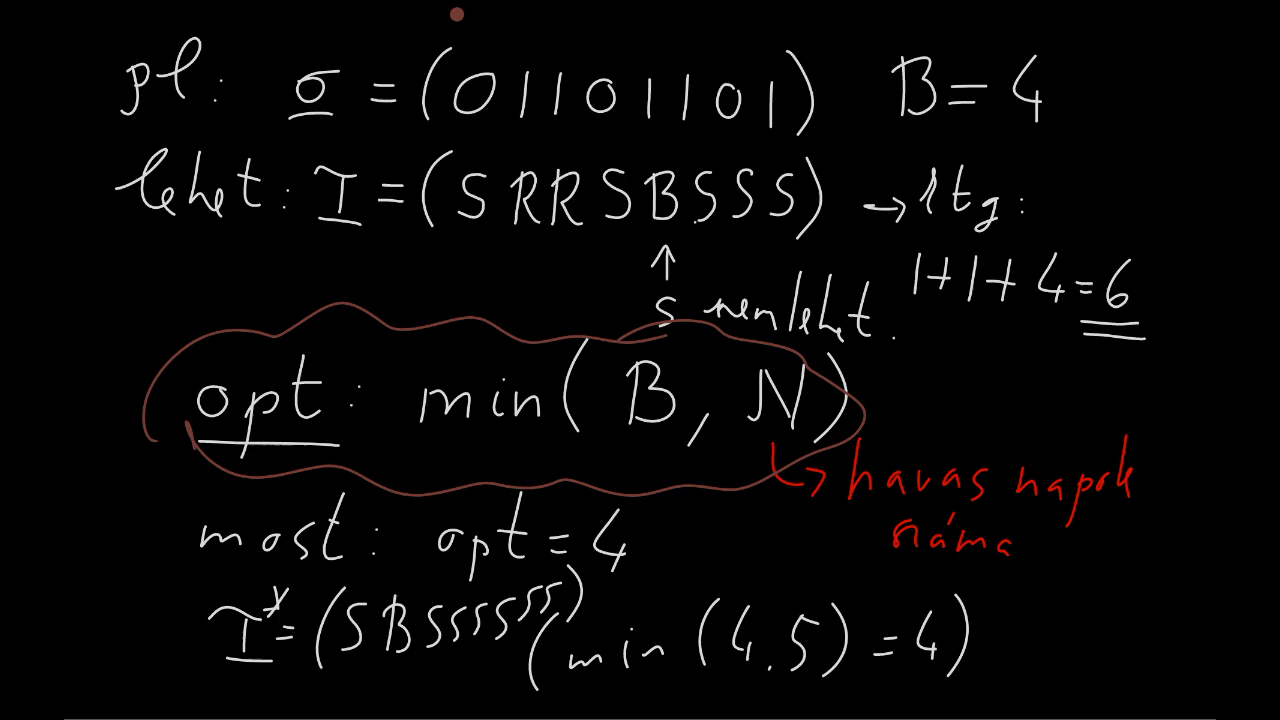 pl: σ = (01101101) B = 4
lehet: I = (SRRSBSSS) → ktg:
↑ 1+1+4=6
S nem lehet.
opt: min(B, N)
↳ havas napok
száma
most: opt = 4
I* = (SBSSSSSS) (min(4,5)=4)